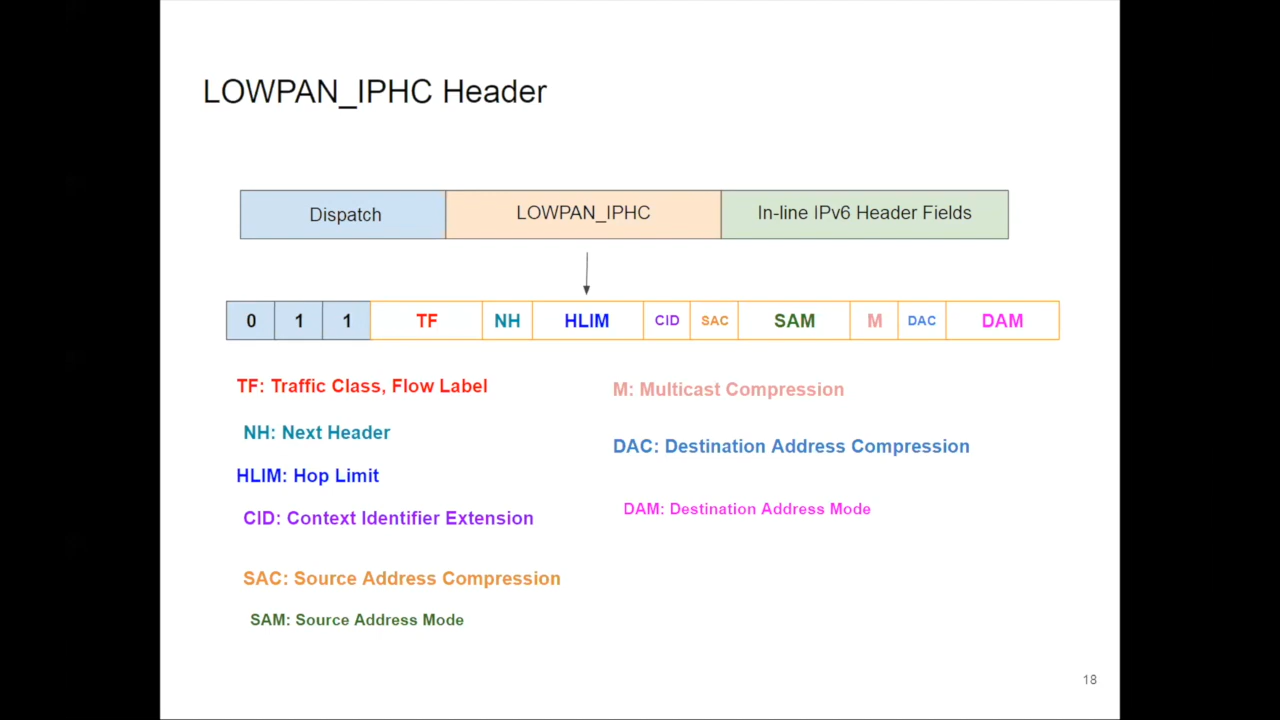 LOWPAN_IPHC Header
Dispatch LOWPAN_IPHC In-line IPv6 Header Fields
0 1 1 TF NH HLIM CID SAC SAM M DAC DAM
TF: Traffic Class, Flow Label
NH: Next Header
HLIM: Hop Limit
CID: Context Identifier Extension
SAC: Source Address Compression
SAM: Source Address Mode
M: Multicast Compression
DAC: Destination Address Compression
DAM: Destination Address Mode
18